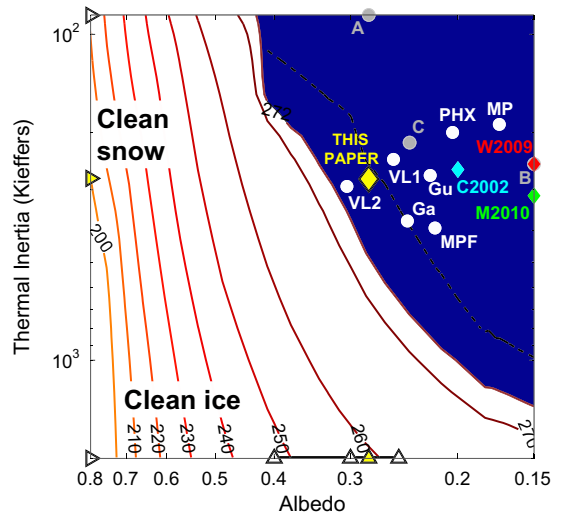 10²
A
272
PHX
MP
Clean
snow
THIS
PAPER
C
W2009
VL1
B
Gu
C2002
VL2
M2010
Ga
MPF
200
10³
Clean ice
210
220
230
240
250
260
270
0.8
0.7
0.6
0.5
0.4
0.3
0.2
0.15
Albedo
Thermal Inertia (Kieffers)